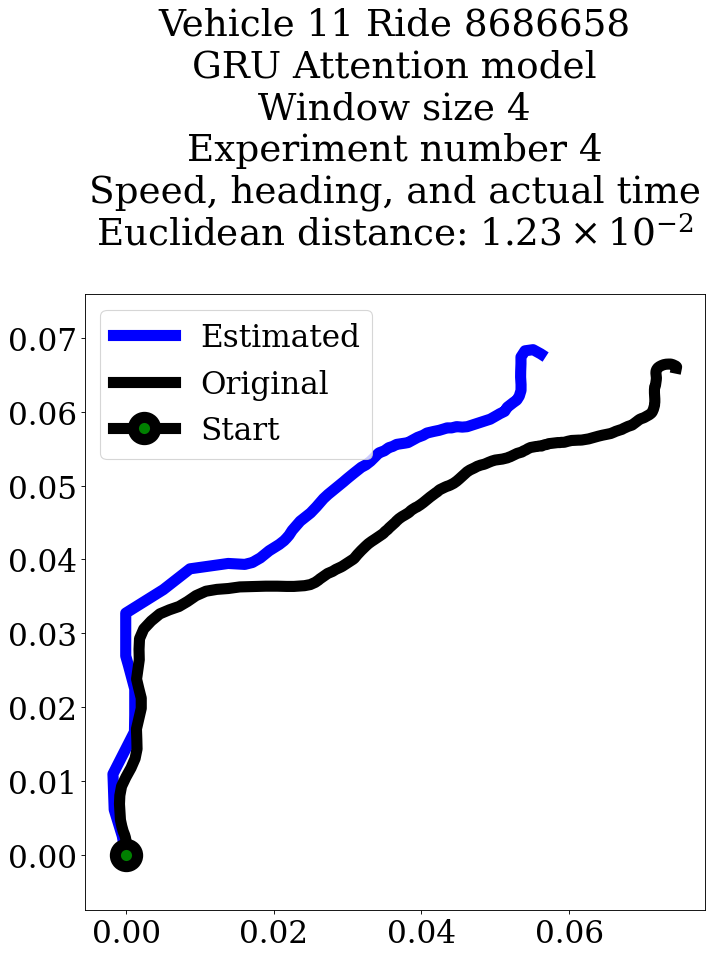 Vehicle 11 Ride 8686658
GRU Attention model
Window size 4
Experiment number 4
Speed, heading, and actual time
Euclidean distance: 1.23 × 10⁻²
Estimated
Original
Start
0.07
0.06
0.05
0.04
0.03
0.02
0.01
0.00
0.00 0.02 0.04 0.06